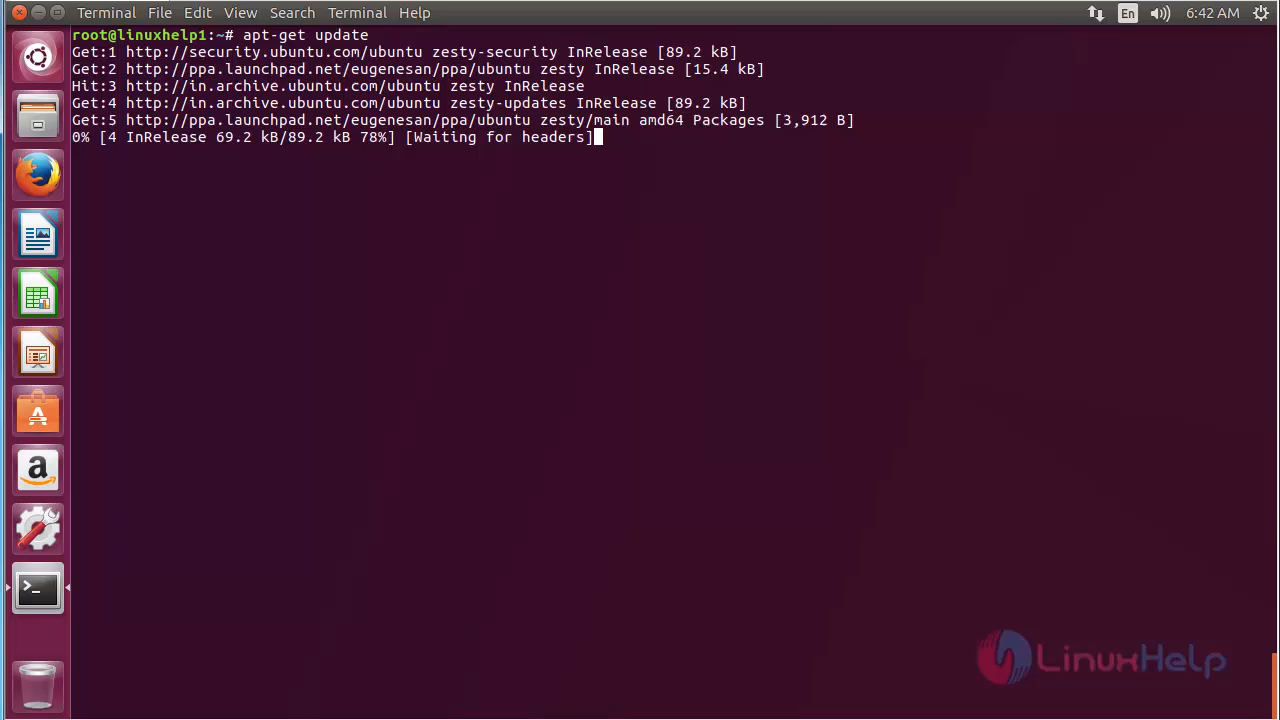 Terminal File Edit View Search Terminal Help En 6:42 AM
root@linuxhelp1:~# apt-get update
Get:1 http://security.ubuntu.com/ubuntu zesty-security InRelease [89.2 kB]
Get:2 http://ppa.launchpad.net/eugenesan/ppa/ubuntu zesty InRelease [15.4 kB]
Hit:3 http://in.archive.ubuntu.com/ubuntu zesty InRelease
Get:4 http://in.archive.ubuntu.com/ubuntu zesty-updates InRelease [89.2 kB]
Get:5 http://ppa.launchpad.net/eugenesan/ppa/ubuntu zesty/main amd64 Packages [3,912 B]
0% [4 InRelease 69.2 kB/89.2 kB 78%] [Waiting for headers]
LinuxHelp